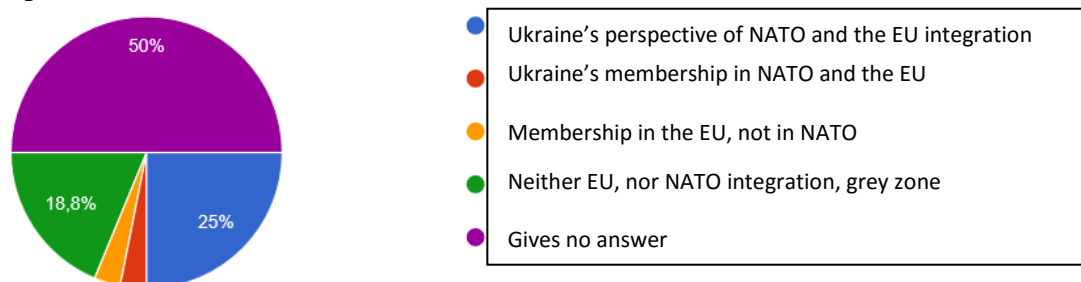 50%
18,8%
25%
Ukraine’s perspective of NATO and the EU integration
Ukraine’s membership in NATO and the EU
Membership in the EU, not in NATO
Neither EU, nor NATO integration, grey zone
Gives no answer